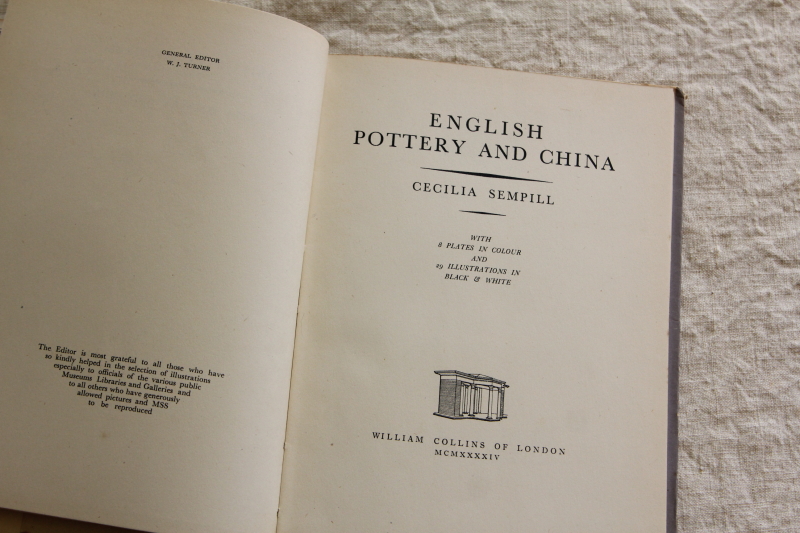 GENERAL EDITOR
W. J. TURNER
The Editor is most grateful to all those who have
so kindly helped in the selection of illustrations
especially to officials of the various public
Museums Libraries and Galleries and
to all others who have generously
allowed pictures and MSS
to be reproduced
ENGLISH
POTTERY AND CHINA
CECILIA SEMPILL
WITH
8 PLATES IN COLOUR
AND
29 ILLUSTRATIONS IN
BLACK & WHITE
WILLIAM COLLINS OF LONDON
MCMXXXXIV